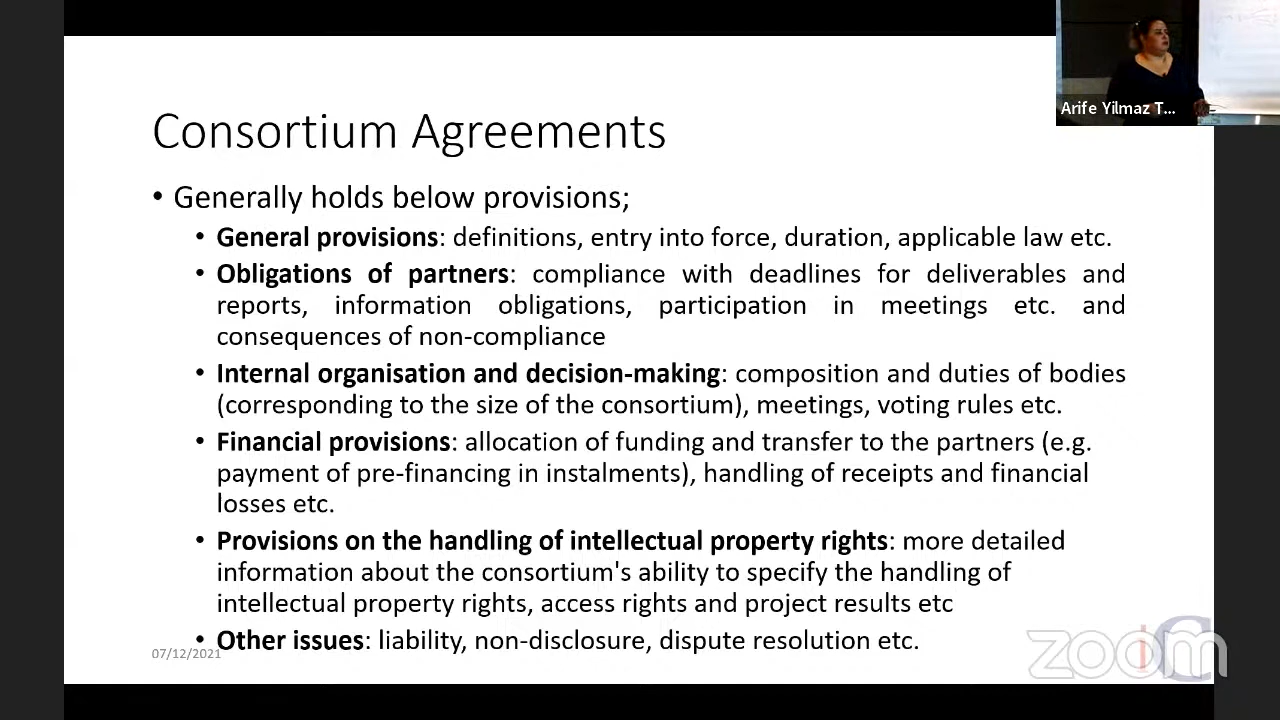 Arife Yilmaz T...
Consortium Agreements
• Generally holds below provisions;
• General provisions: definitions, entry into force, duration, applicable law etc.
• Obligations of partners: compliance with deadlines for deliverables and
reports, information obligations, participation in meetings etc. and
consequences of non-compliance
• Internal organisation and decision-making: composition and duties of bodies
(corresponding to the size of the consortium), meetings, voting rules etc.
• Financial provisions: allocation of funding and transfer to the partners (e.g.
payment of pre-financing in instalments), handling of receipts and financial
losses etc.
• Provisions on the handling of intellectual property rights: more detailed
information about the consortium's ability to specify the handling of
intellectual property rights, access rights and project results etc
• Other issues: liability, non-disclosure, dispute resolution etc.
07/12/2021
zoom